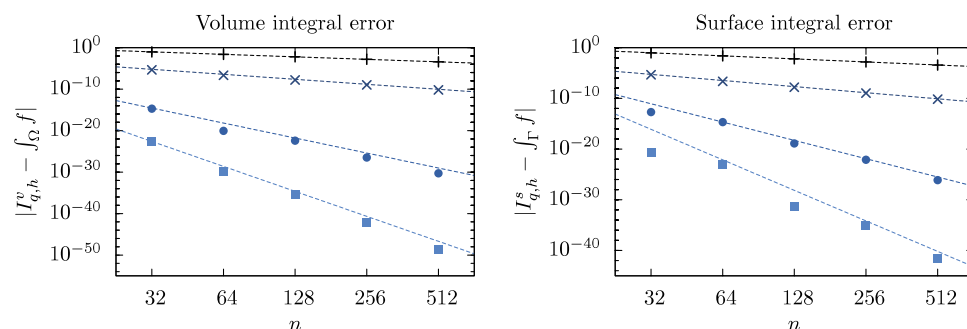 Volume integral error
|I^v_{q,h} − ∫_Ω f|
10^0
10^−10
10^−20
10^−30
10^−40
10^−50
32 64 128 256 512
n
Surface integral error
|I^s_{q,h} − ∫_Γ f|
10^0
10^−10
10^−20
10^−30
10^−40
32 64 128 256 512
n